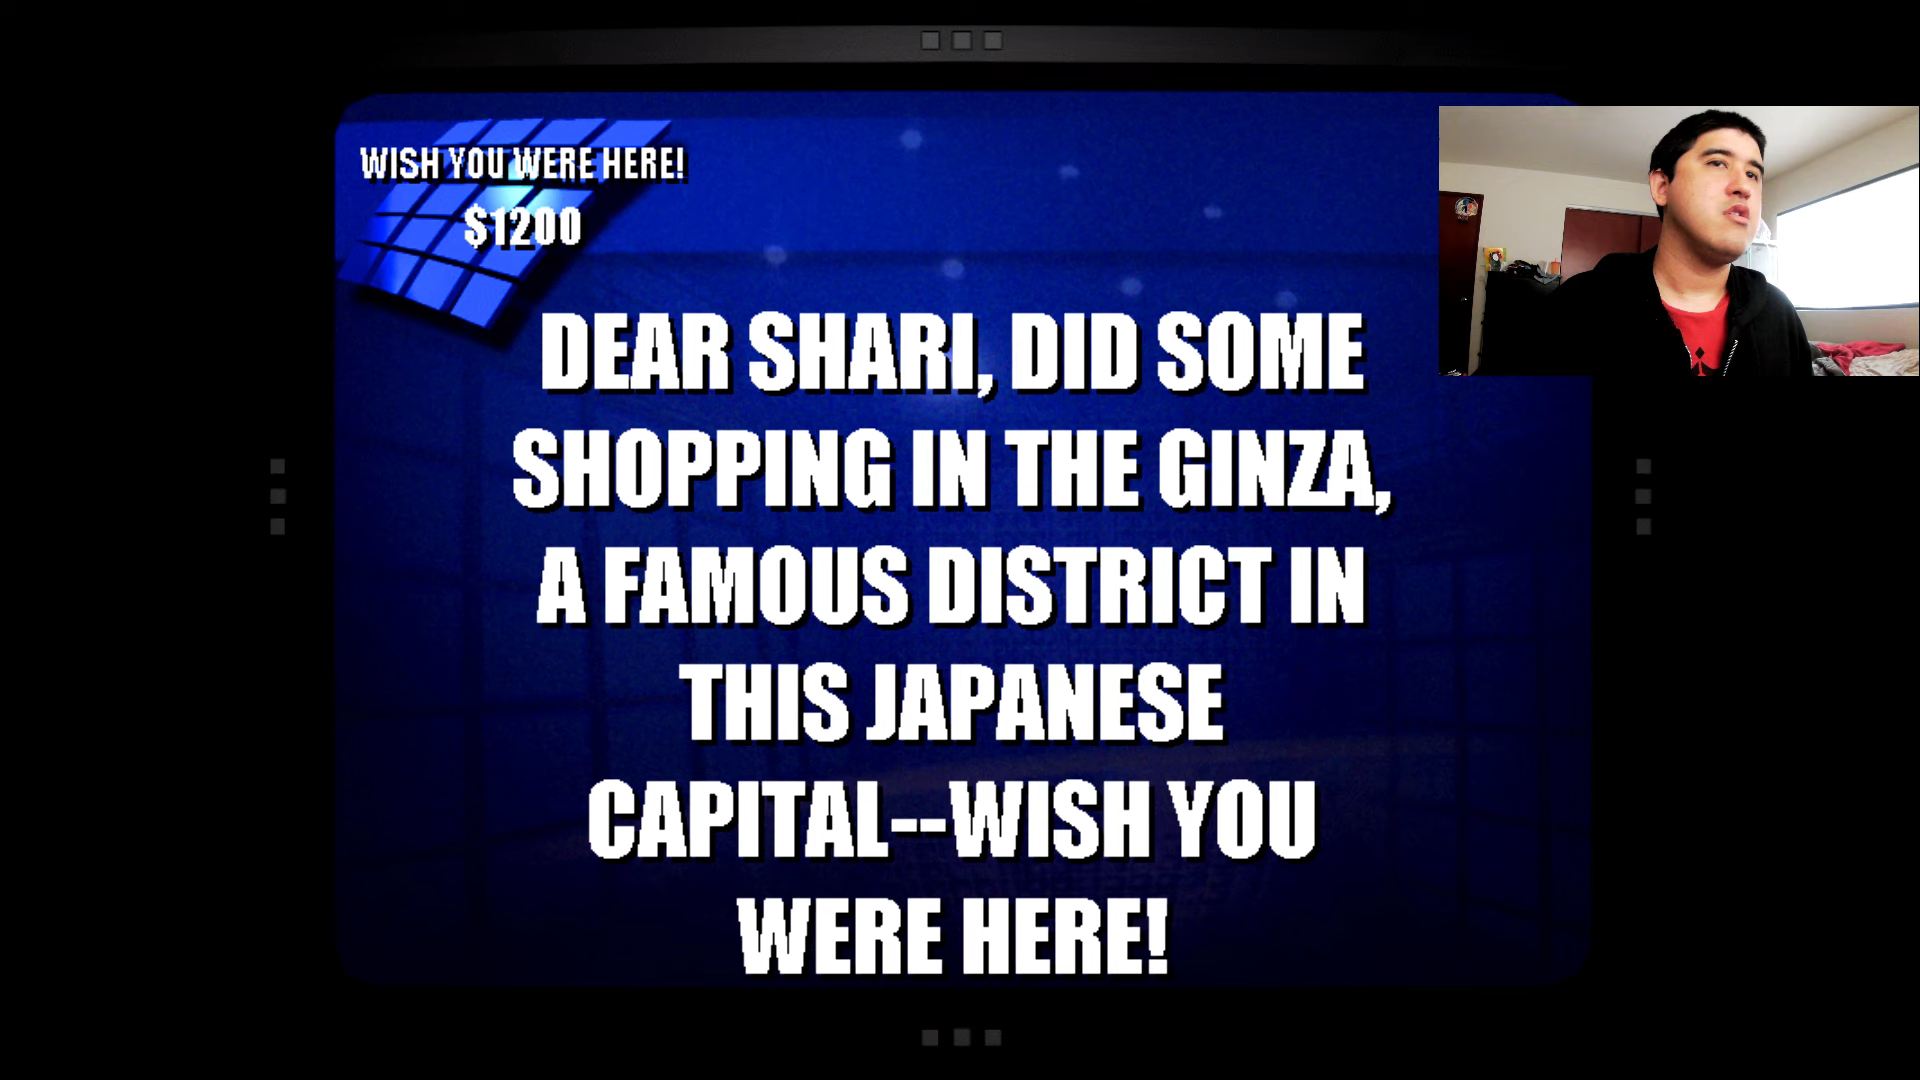 WISH YOU WERE HERE!
$1200
DEAR SHARI, DID SOME
SHOPPING IN THE GINZA,
A FAMOUS DISTRICT IN
THIS JAPANESE
CAPITAL--WISH YOU
WERE HERE!